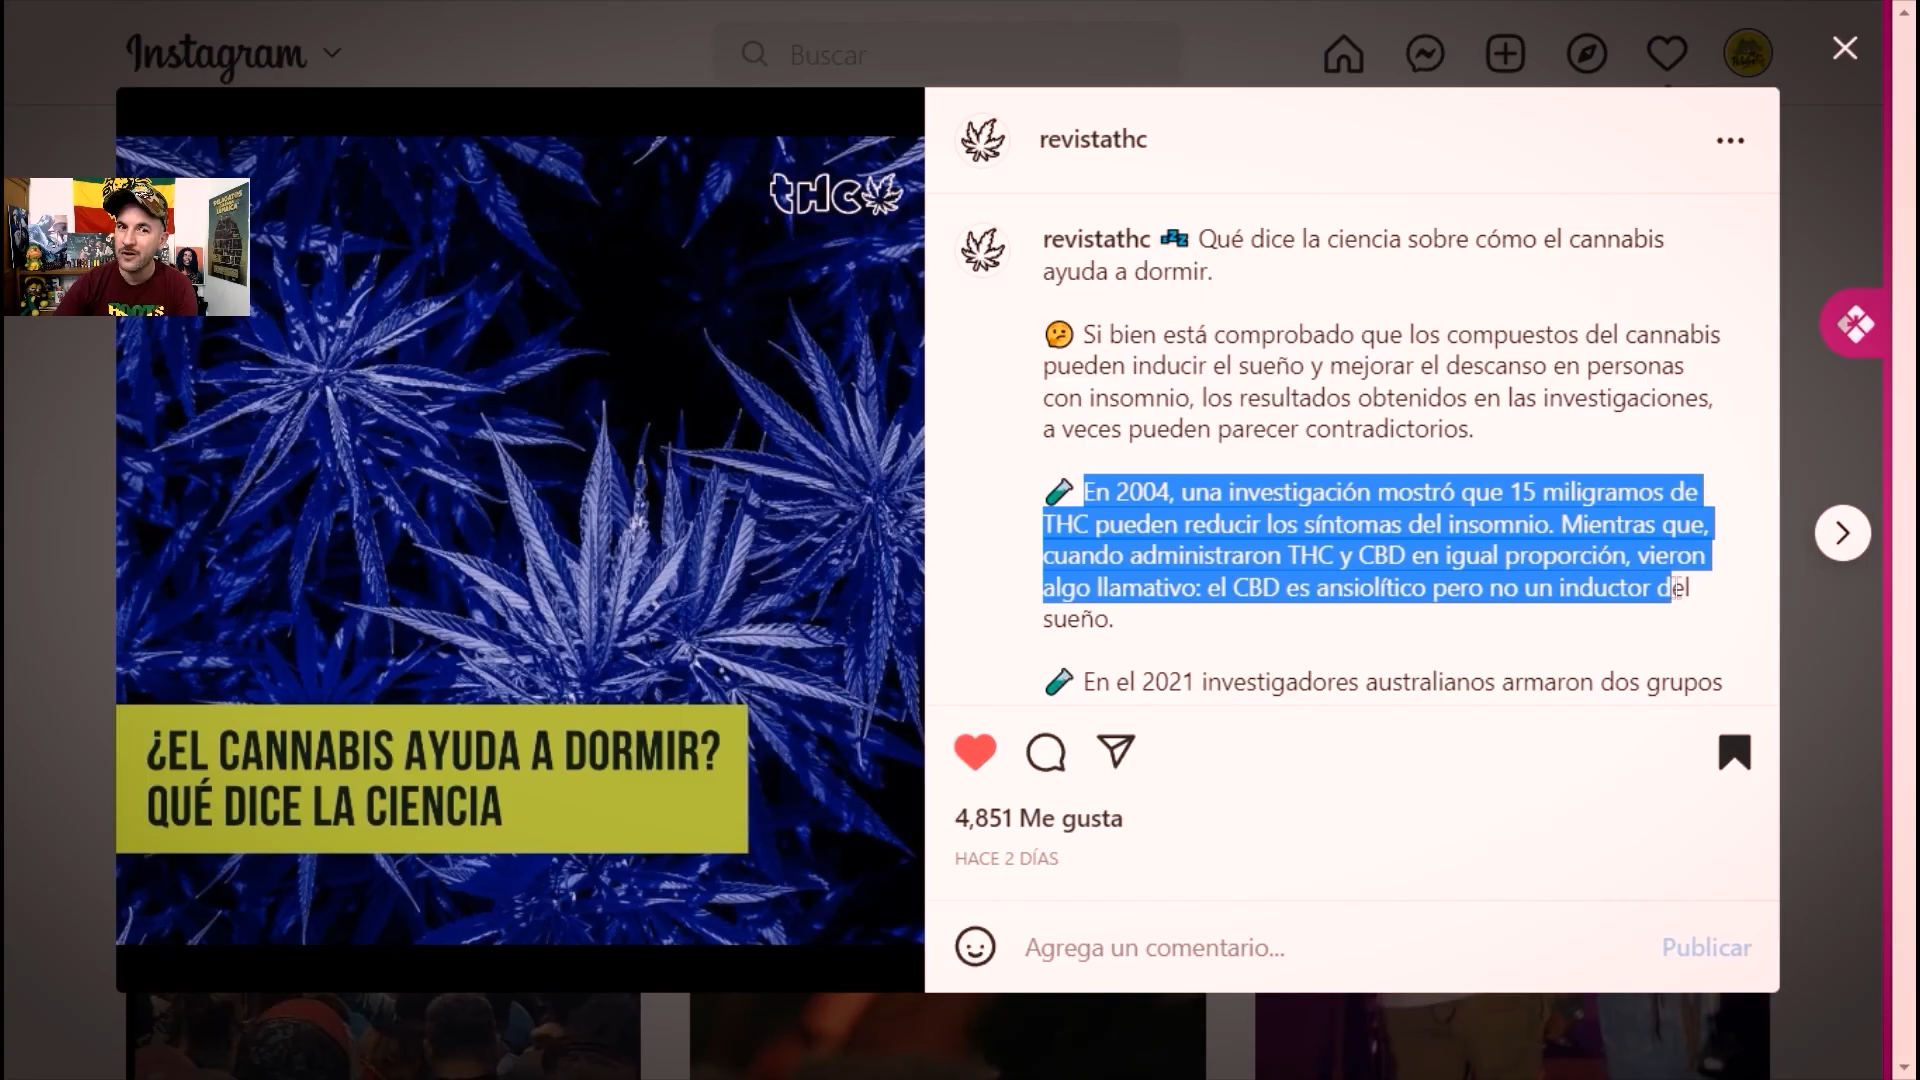 Instagram
Buscar
revistathc
tHC
revistathc 💤 Qué dice la ciencia sobre cómo el cannabis
ayuda a dormir.
😕 Si bien está comprobado que los compuestos del cannabis
pueden inducir el sueño y mejorar el descanso en personas
con insomnio, los resultados obtenidos en las investigaciones,
a veces pueden parecer contradictorios.
🧪 En 2004, una investigación mostró que 15 miligramos de
THC pueden reducir los síntomas del insomnio. Mientras que,
cuando administraron THC y CBD en igual proporción, vieron
algo llamativo: el CBD es ansiolítico pero no un inductor del
sueño.
🧪 En el 2021 investigadores australianos armaron dos grupos
¿EL CANNABIS AYUDA A DORMIR?
QUÉ DICE LA CIENCIA
4,851 Me gusta
HACE 2 DÍAS
Agrega un comentario...
Publicar